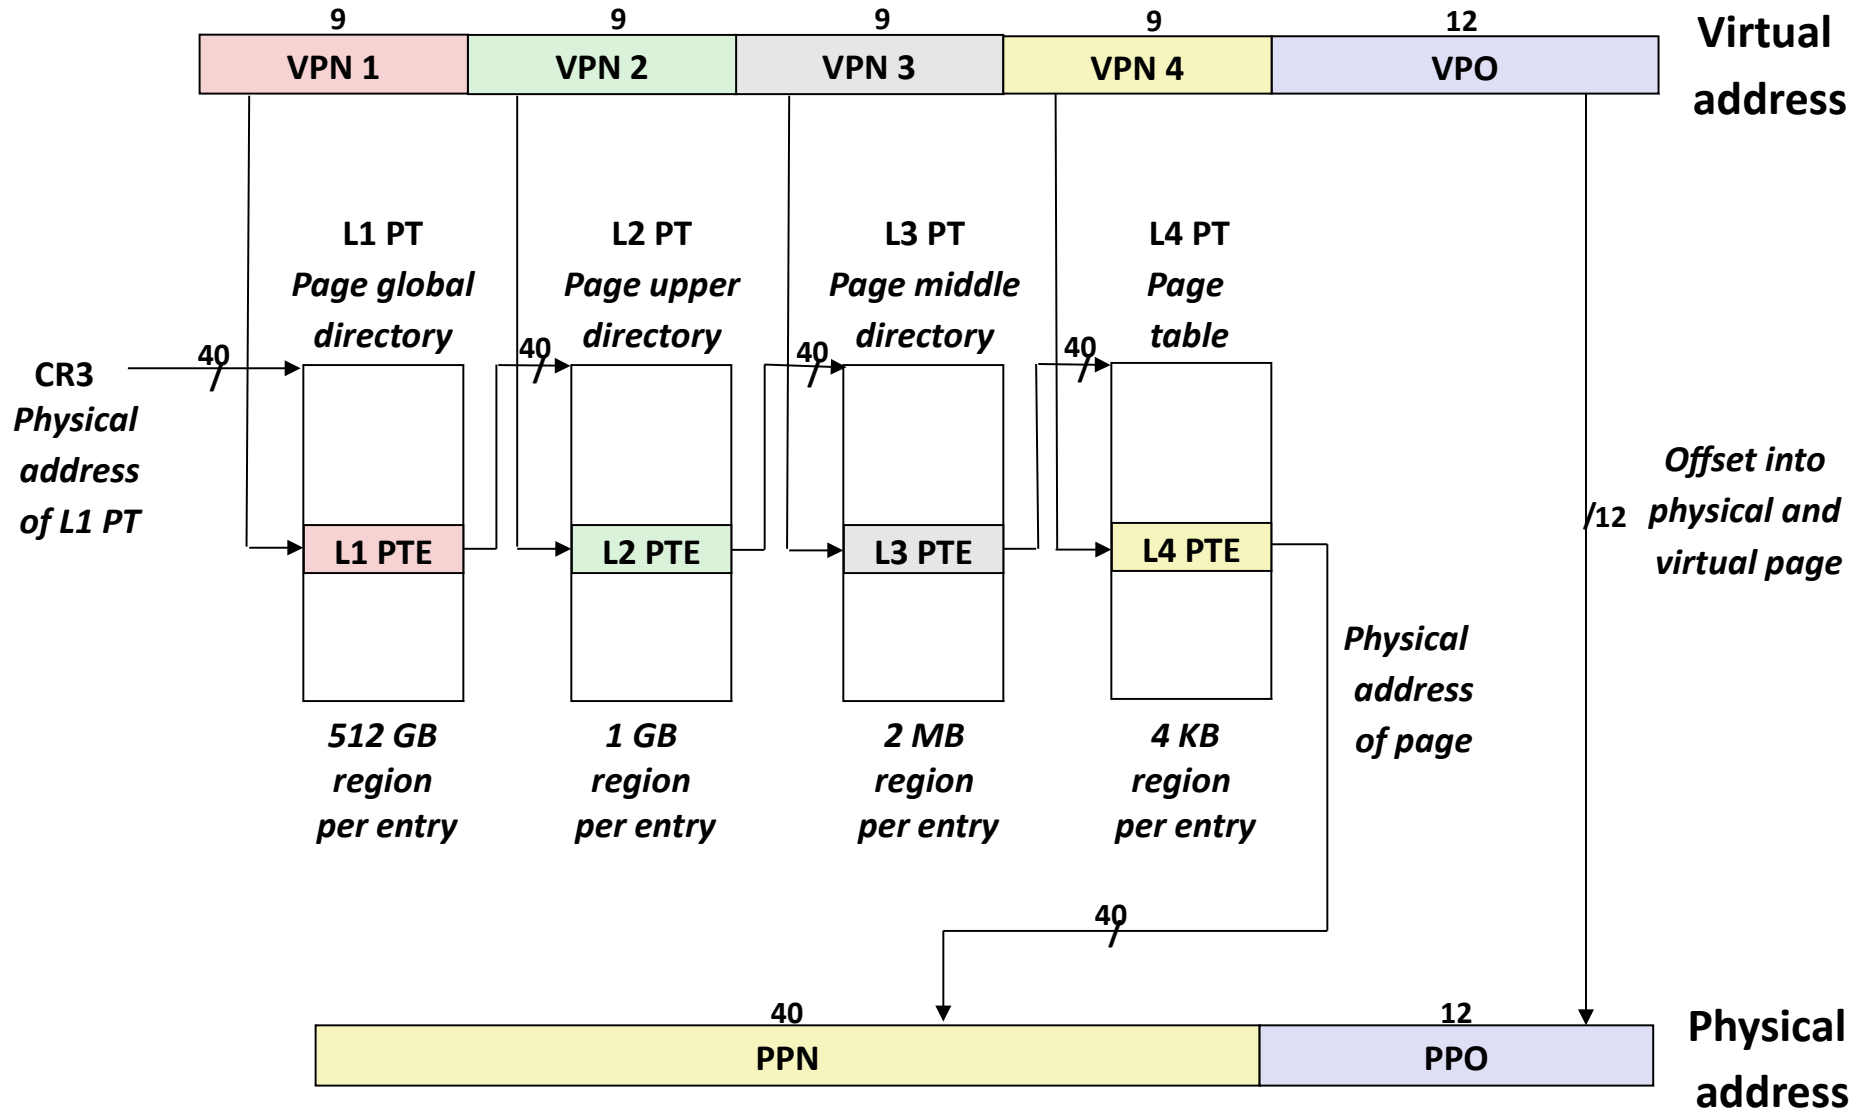 9
9
9
9
12
VPN 1
VPN 2
VPN 3
VPN 4
VPO
Virtual
address
L1 PT
Page global
directory
L2 PT
Page upper
directory
L3 PT
Page middle
directory
L4 PT
Page
table
CR3
Physical
address
of L1 PT
40
/
40
/
40
/
40
/
L1 PTE
L2 PTE
L3 PTE
L4 PTE
/12
Offset into
physical and
virtual page
512 GB
region
per entry
1 GB
region
per entry
2 MB
region
per entry
4 KB
region
per entry
Physical
address
of page
40
/
40
12
PPN
PPO
Physical
address